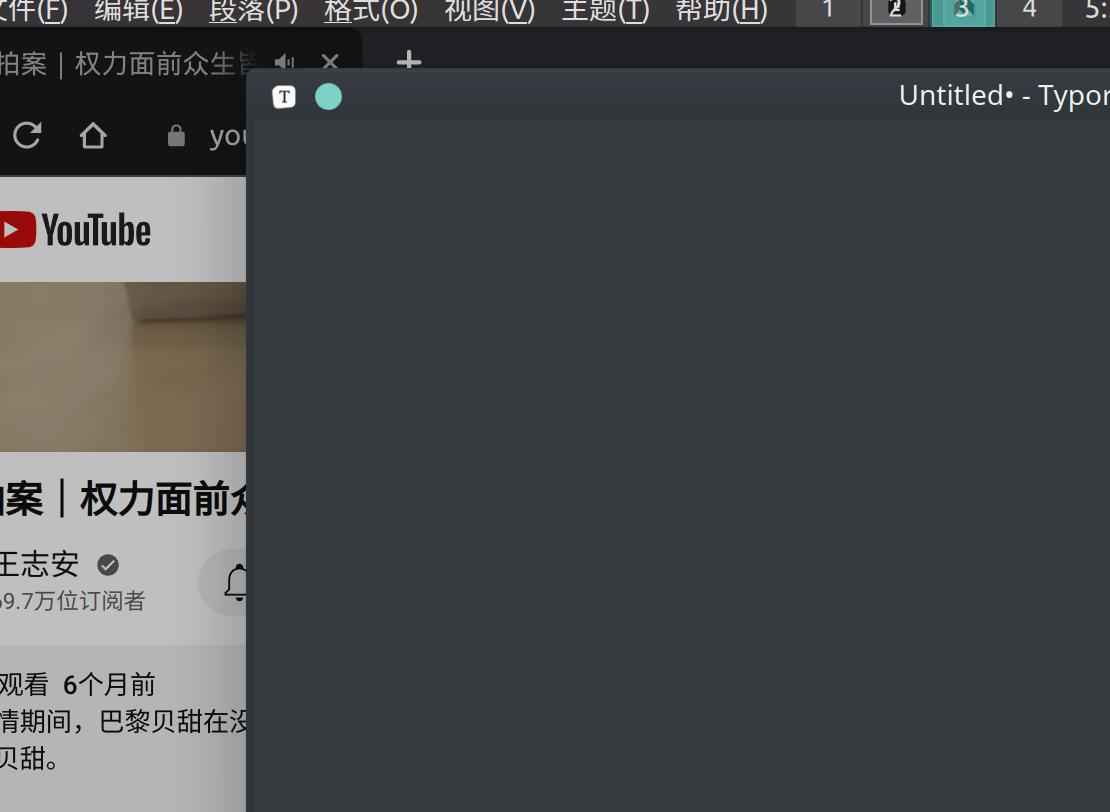 文件(F) 编辑(E) 段落(P) 格式(O) 视图(V) 主题(T) 帮助(H) 1 2 3 4 5:
拍案｜权力面前众生皆
T Untitled• - Typor
you
YouTube
拍案｜权力面前众
王志安
69.7万位订阅者
观看 6个月前
情期间，巴黎贝甜在没
贝甜。